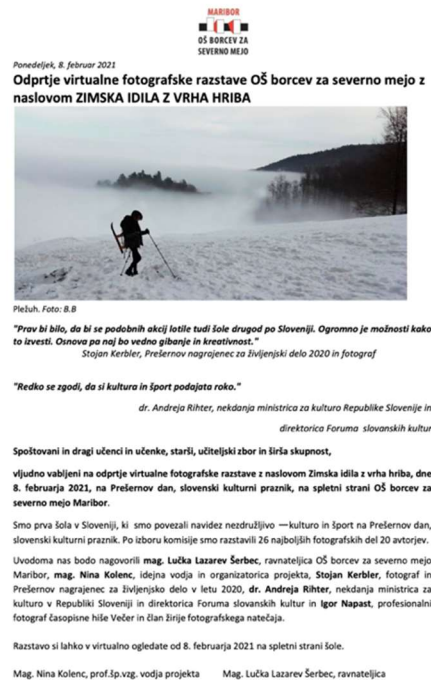 MARIBOR
OŠ BORCEV ZA
SEVERNO MEJO
Ponedeljek, 8. februar 2021
Odprtje virtualne fotografske razstave OŠ borcev za severno mejo z
naslovom ZIMSKA IDILA Z VRHA HRIBA
Pležuh. Foto: B.B
"Prav bi bilo, da bi se podobnih akcij lotile tudi šole drugod po Sloveniji. Ogromno je možnosti kako
to izvesti. Osnova pa naj bo vedno gibanje in kreativnost."
Stojan Kerbler, Prešernov nagrajenec za življenjski delo 2020 in fotograf
"Redko se zgodi, da si kultura in šport podajata roko."
dr. Andreja Rihter, nekdanja ministrica za kulturo Republike Slovenije in
direktorica Foruma slovanskih kultur
Spoštovani in dragi učenci in učenke, starši, učiteljski zbor in širša skupnost,
vljudno vabljeni na odprtje virtualne fotografske razstave z naslovom Zimska idila z vrha hriba, dne
8. februarja 2021, na Prešernov dan, slovenski kulturni praznik, na spletni strani OŠ borcev za
severno mejo Maribor.
Smo prva šola v Sloveniji, ki smo povezali navidez nezdružljivo —kulturo in šport na Prešernov dan,
slovenski kulturni praznik. Po izboru komisije smo razstavili 26 najboljših fotografskih del 20 avtorjev.
Uvodoma nas bodo nagovorili mag. Lučka Lazarev Šerbec, ravnateljica OŠ borcev za severno mejo
Maribor, mag. Nina Kolenc, idejna vodja in organizatorica projekta, Stojan Kerbler, fotograf in
Prešernov nagrajenec za življenjsko delo v letu 2020, dr. Andreja Rihter, nekdanja ministrica za
kulturo v Republiki Sloveniji in direktorica Foruma slovanskih kultur in Igor Napast, profesionalni
fotograf časopisne hiše Večer in član žirije fotografskega natečaja.
Razstavo si lahko v virtualno ogledate od 8. februarja 2021 na spletni strani šole.
Mag. Nina Kolenc, prof.šp.vzg. vodja projekta Mag. Lučka Lazarev Šerbec, ravnateljica